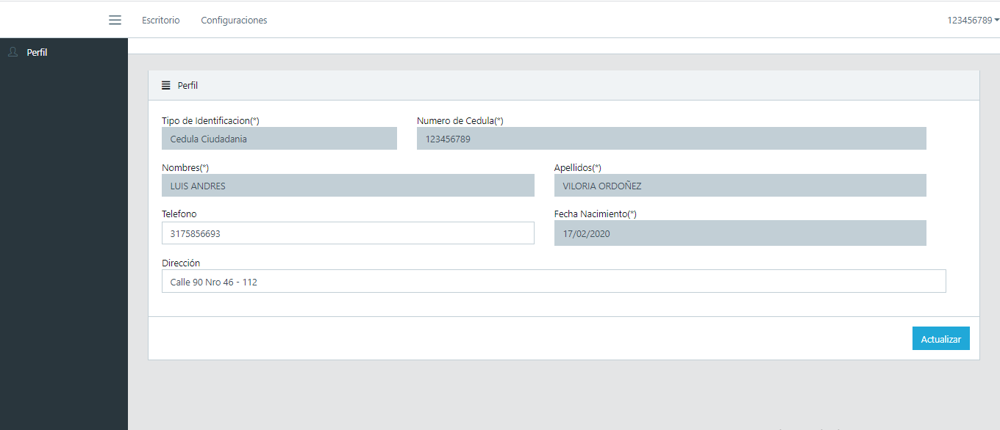 Escritorio Configuraciones 123456789
Perfil
Perfil
Tipo de Identificacion(*) Numero de Cedula(*)
Cedula Ciudadania 123456789
Nombres(*) Apellidos(*)
LUIS ANDRES VILORIA ORDOÑEZ
Telefono Fecha Nacimiento(*)
3175856693 17/02/2020
Dirección
Calle 90 Nro 46 - 112
Actualizar